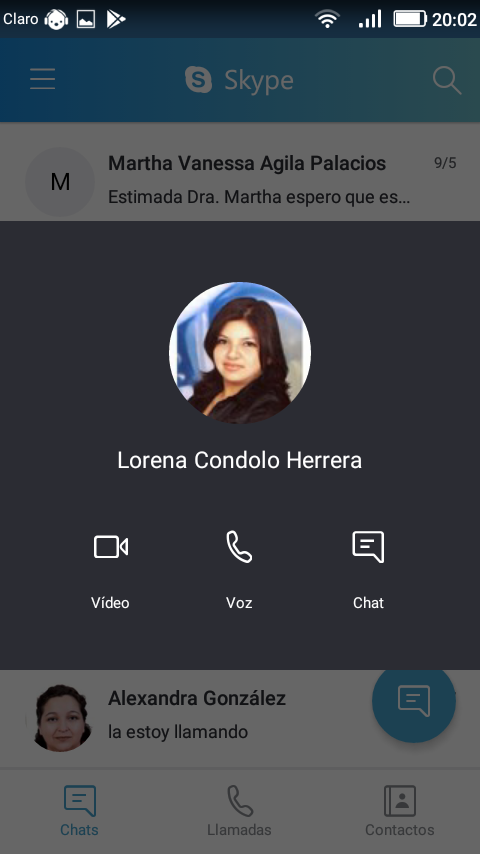 Claro 20:02
Skype
M
Martha Vanessa Agila Palacios 9/5
Estimada Dra. Martha espero que es...
Lorena Condolo Herrera
Vídeo Voz Chat
Alexandra González
la estoy llamando
Chats Llamadas Contactos